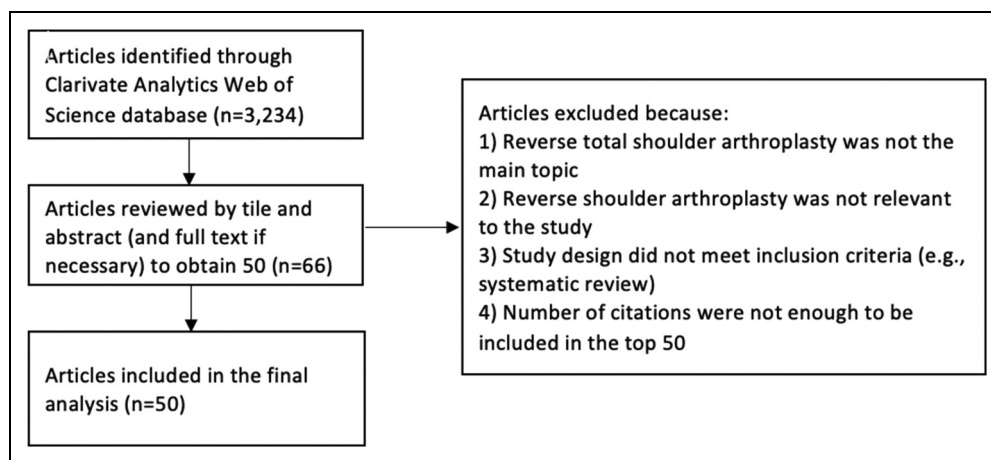 Articles identified through
Clarivate Analytics Web of
Science database (n=3,234)
Articles reviewed by tile and
abstract (and full text if
necessary) to obtain 50 (n=66)
Articles included in the final
analysis (n=50)
Articles excluded because:
1) Reverse total shoulder arthroplasty was not the
main topic
2) Reverse shoulder arthroplasty was not relevant
to the study
3) Study design did not meet inclusion criteria (e.g.,
systematic review)
4) Number of citations were not enough to be
included in the top 50